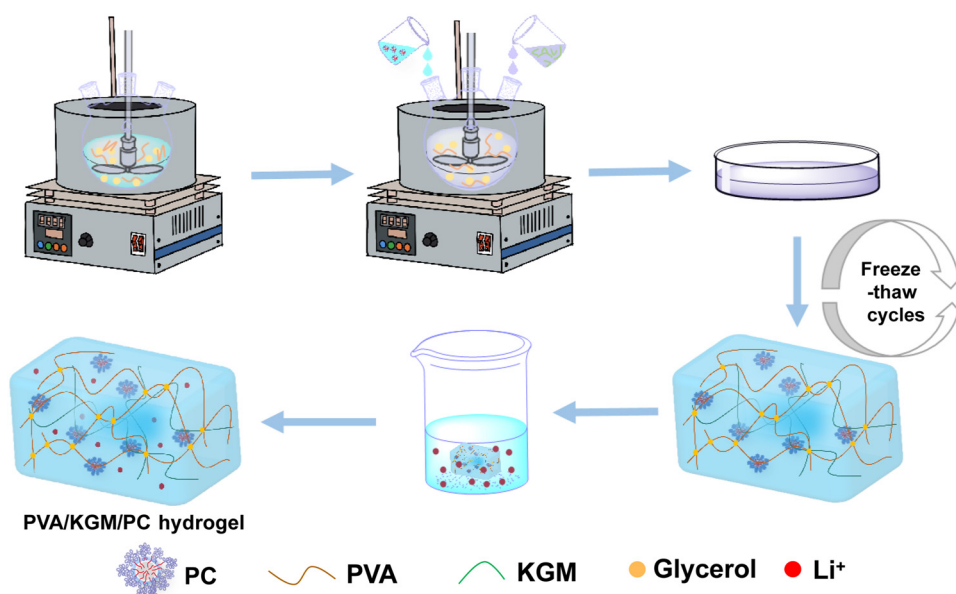 Freeze
-thaw
cycles
PVA/KGM/PC hydrogel
PC
PVA
KGM
Glycerol
Li⁺